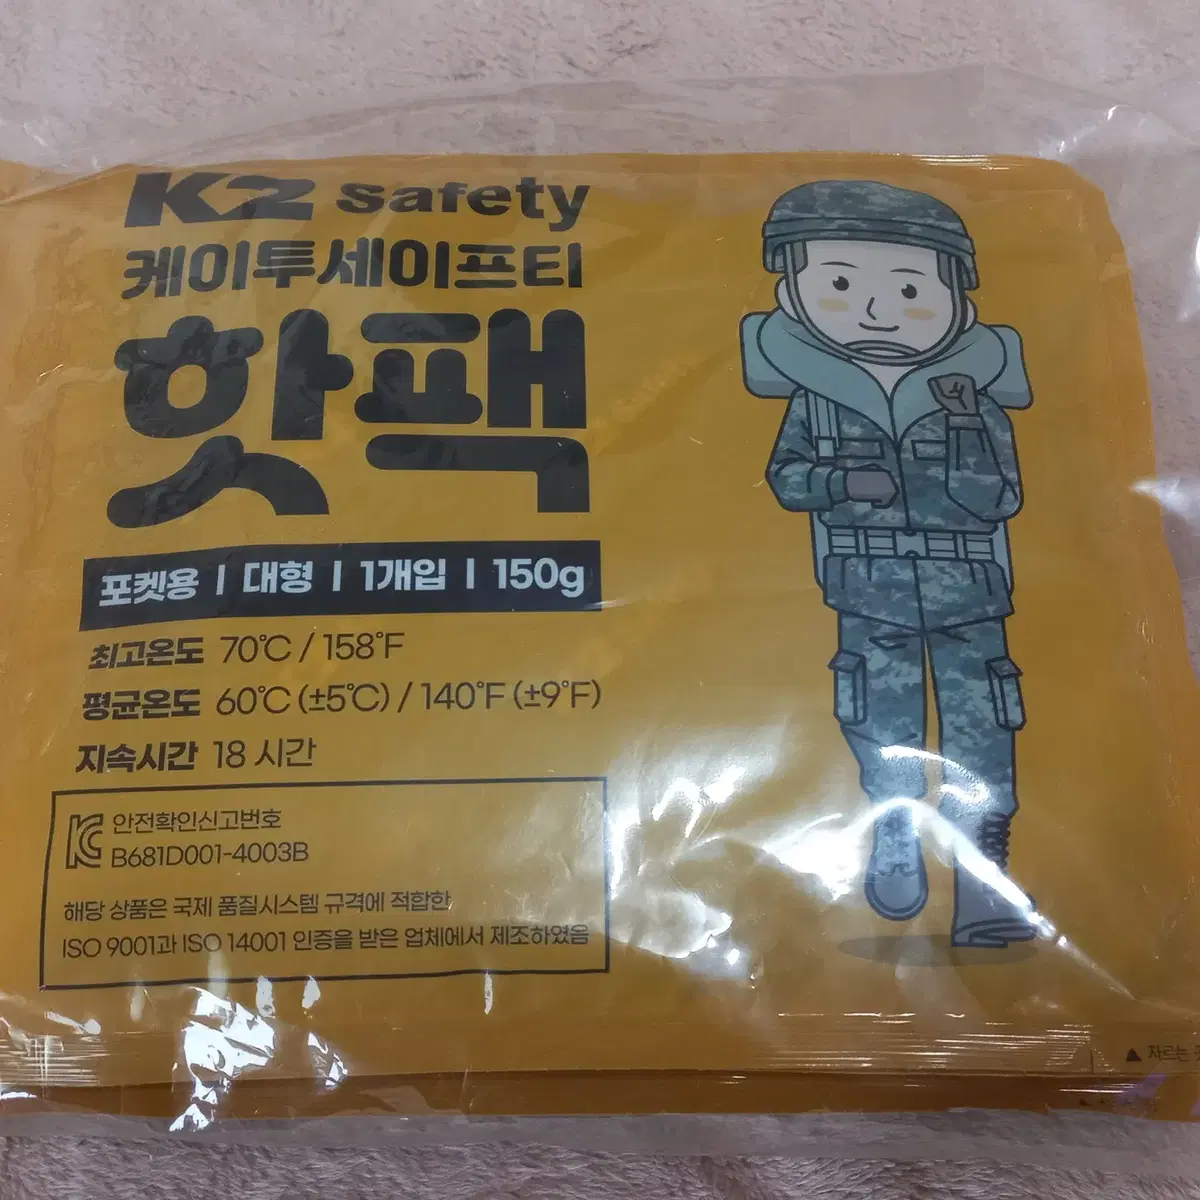 K2 safety
케이투세이프티
핫팩
포켓용 | 대형 | 1개입 | 150g
최고온도 70℃ / 158℉
평균온도 60℃ (±5℃) / 140℉ (±9℉)
지속시간 18 시간
KC 안전확인신고번호
B681D001-4003B
해당 상품은 국제 품질시스템 규격에 적합한
ISO 9001과 ISO 14001 인증을 받은 업체에서 제조하였음
▲ 자르는